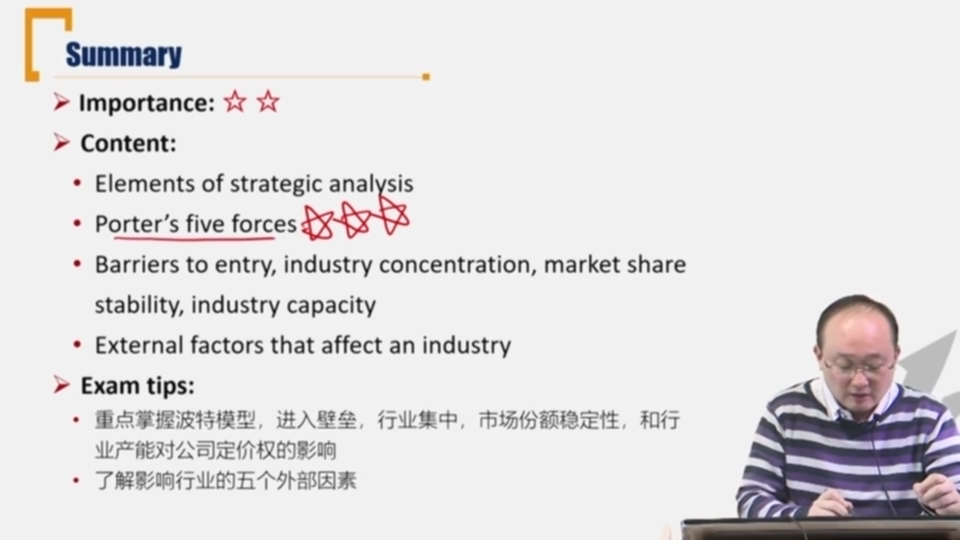 Summary
Importance: ☆ ☆
Content:
Elements of strategic analysis
Porter's five forces
Barriers to entry, industry concentration, market share
stability, industry capacity
External factors that affect an industry
Exam tips:
重点掌握波特模型，进入壁垒，行业集中，市场份额稳定性，和行
业产能对公司定价权的影响
了解影响行业的五个外部因素